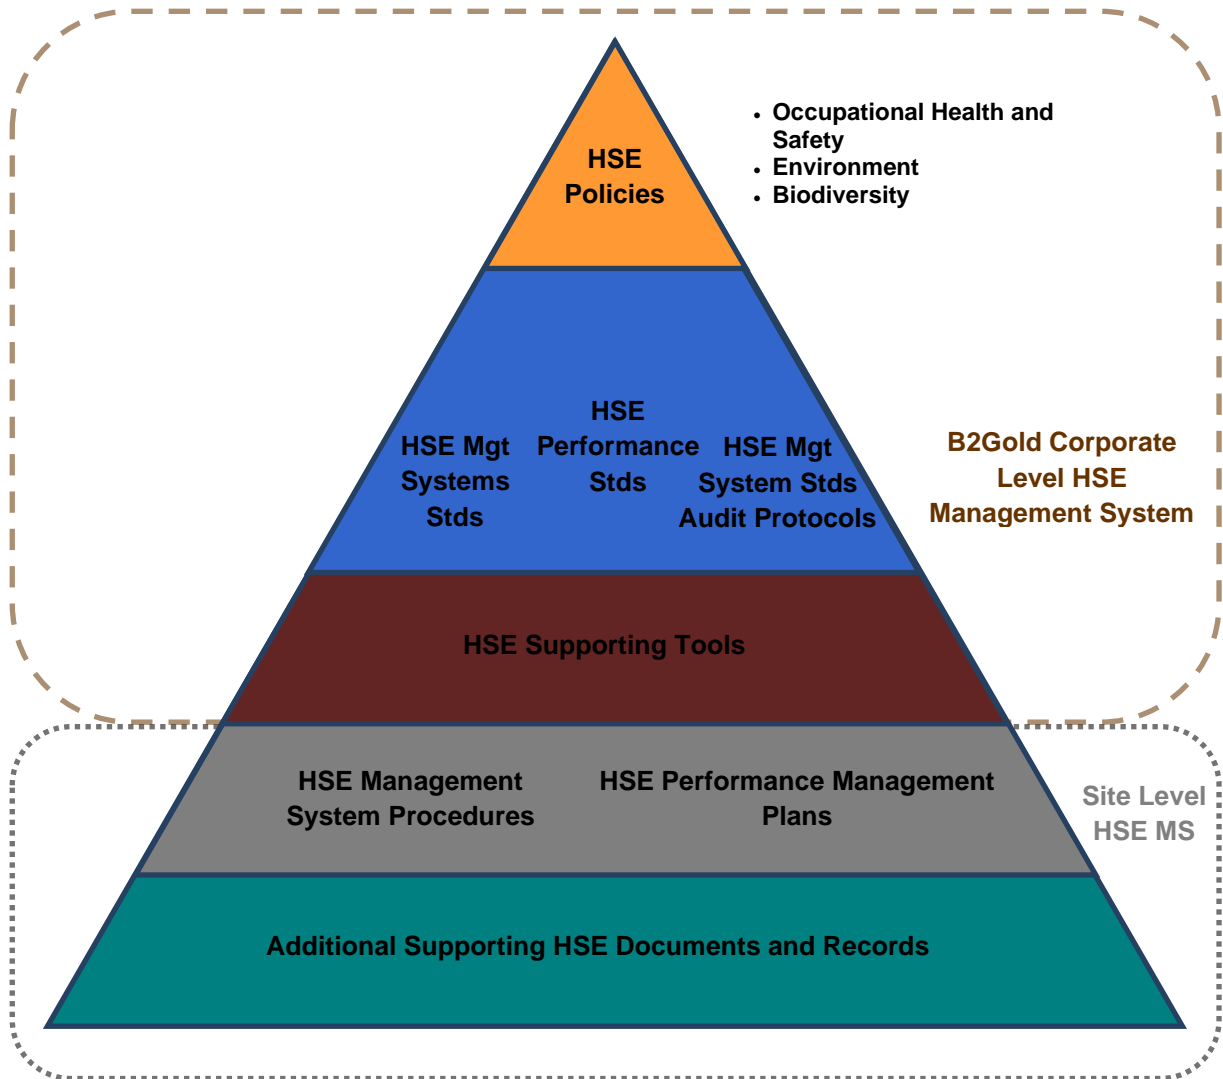 • Occupational Health and
Safety
• Environment
• Biodiversity
HSE
Policies
HSE Mgt
Systems
Stds
HSE
Performance
Stds
HSE Mgt
System Stds
Audit Protocols
B2Gold Corporate
Level HSE
Management System
HSE Supporting Tools
HSE Management
System Procedures
HSE Performance Management
Plans
Site Level
HSE MS
Additional Supporting HSE Documents and Records